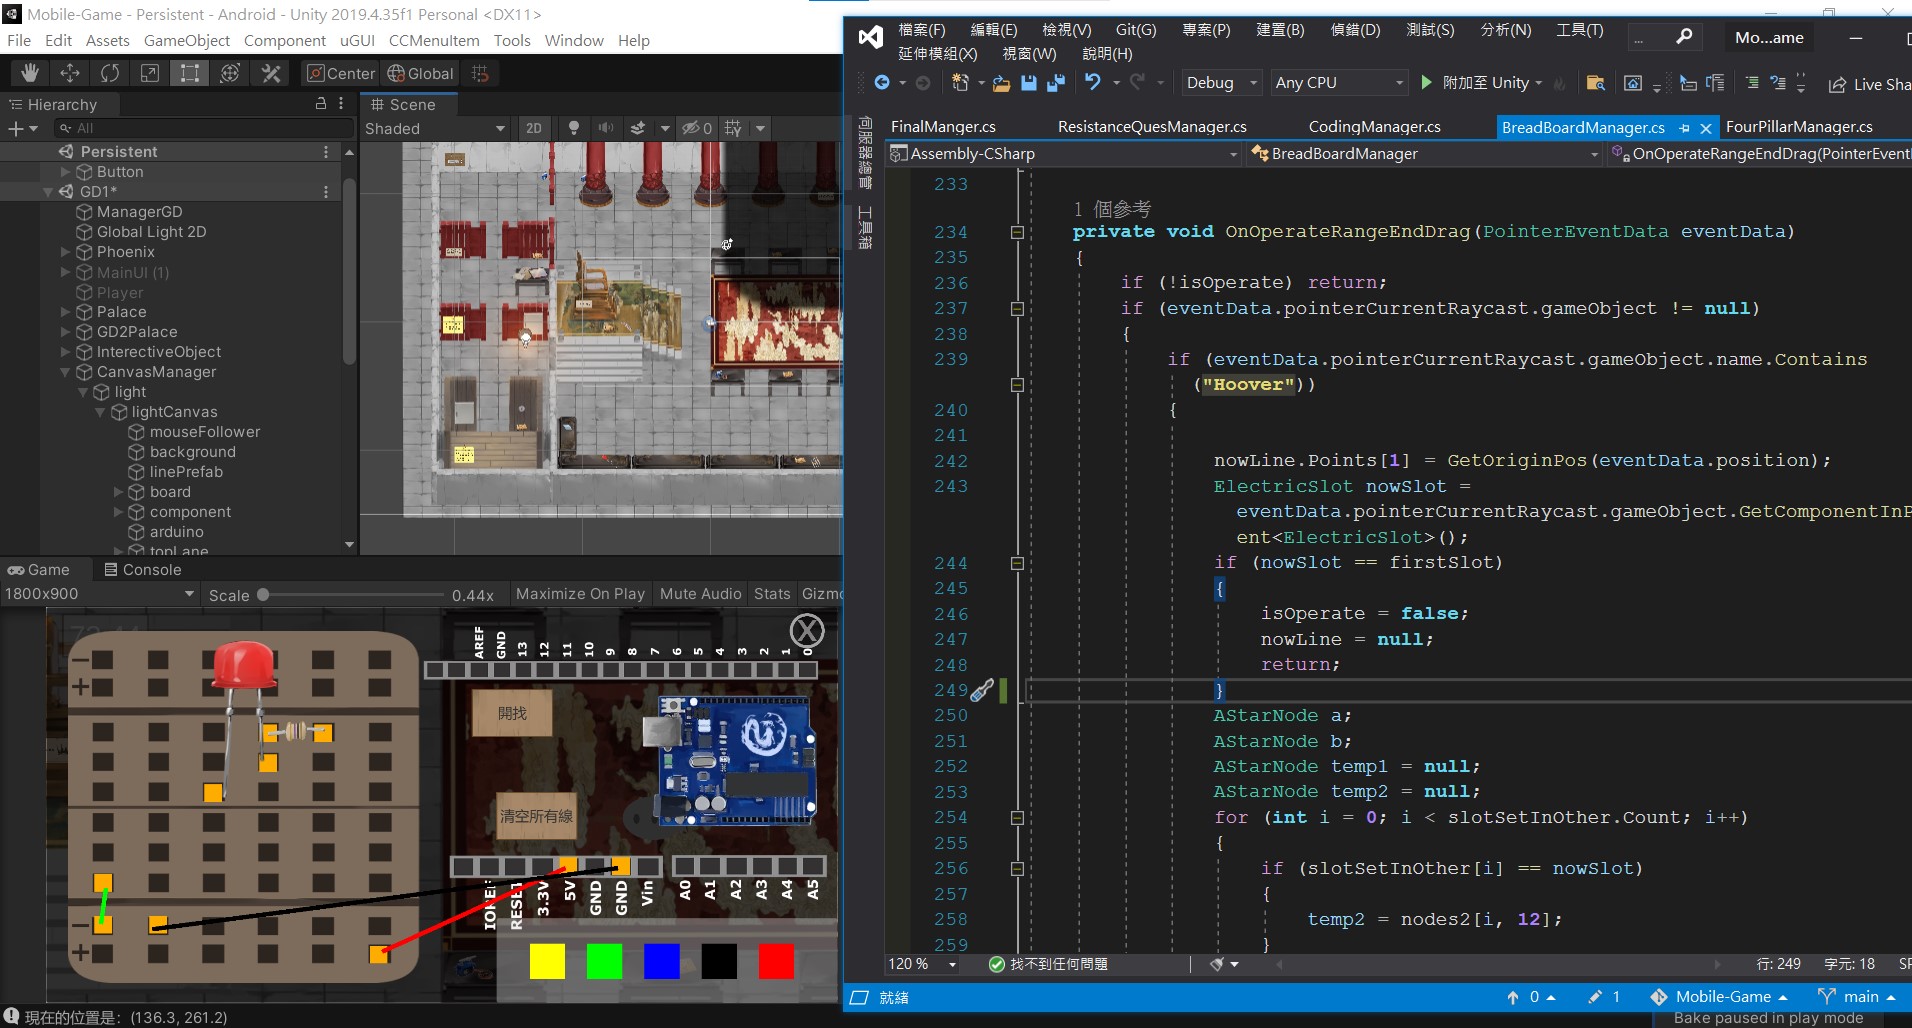 Mobile-Game - Persistent - Android - Unity 2019.4.35f1 Personal <DX11>
File Edit Assets GameObject Component uGUI CCMenuItem Tools Window Help
Center Global
Hierarchy
All
Persistent
Button
GD1*
ManagerGD
Global Light 2D
Phoenix
MainUI (1)
Player
Palace
GD2Palace
InterectiveObject
CanvasManager
light
lightCanvas
mouseFollower
background
linePrefab
board
component
arduino
topLane
Scene
Shaded 2D 0
Game Console
1800x900 Scale 0.44x Maximize On Play Mute Audio Stats Gizmo
AREF GND 13 12 11 10 9 8 7 6 5 4 3 2 1 0
X
開找
清空所有線
IOREF RESET 3.3V 5V GND GND Vin A0 A1 A2 A3 A4 A5
現在的位置是: (136.3, 261.2)
檔案(F) 編輯(E) 檢視(V) Git(G) 專案(P) 建置(B) 偵錯(D) 測試(S) 分析(N) 工具(T)
... Mo...ame
延伸模組(X) 視窗(W) 說明(H)
Debug Any CPU 附加至 Unity Live Sha
伺服器總管
工具箱
FinalManger.cs ResistanceQuesManager.cs CodingManager.cs BreadBoardManager.cs FourPillarManager.cs
Assembly-CSharp BreadBoardManager OnOperateRangeEndDrag(PointerEvent
233
1 個參考
234 private void OnOperateRangeEndDrag(PointerEventData eventData)
235 {
236 if (!isOperate) return;
237 if (eventData.pointerCurrentRaycast.gameObject != null)
238 {
239 if (eventData.pointerCurrentRaycast.gameObject.name.Contains
("Hoover"))
240 {
241
242 nowLine.Points[1] = GetOriginPos(eventData.position);
243 ElectricSlot nowSlot =
eventData.pointerCurrentRaycast.gameObject.GetComponentInP
ent<ElectricSlot>();
244 if (nowSlot == firstSlot)
245 {
246 isOperate = false;
247 nowLine = null;
248 return;
249 }
250 AStarNode a;
251 AStarNode b;
252 AStarNode temp1 = null;
253 AStarNode temp2 = null;
254 for (int i = 0; i < slotSetInOther.Count; i++)
255 {
256 if (slotSetInOther[i] == nowSlot)
257 {
258 temp2 = nodes2[i, 12];
259 }
120 % 找不到任何問題 行: 249 字元: 18 SP
就緒 0 1 Mobile-Game main
Bake paused in play mode